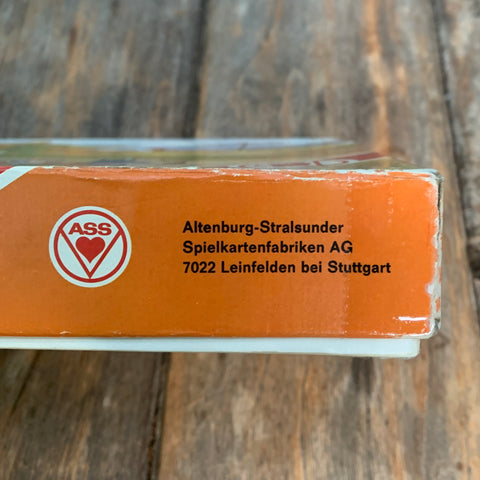 ASS
Altenburg-Stralsunder
Spielkartenfabriken AG
7022 Leinfelden bei Stuttgart